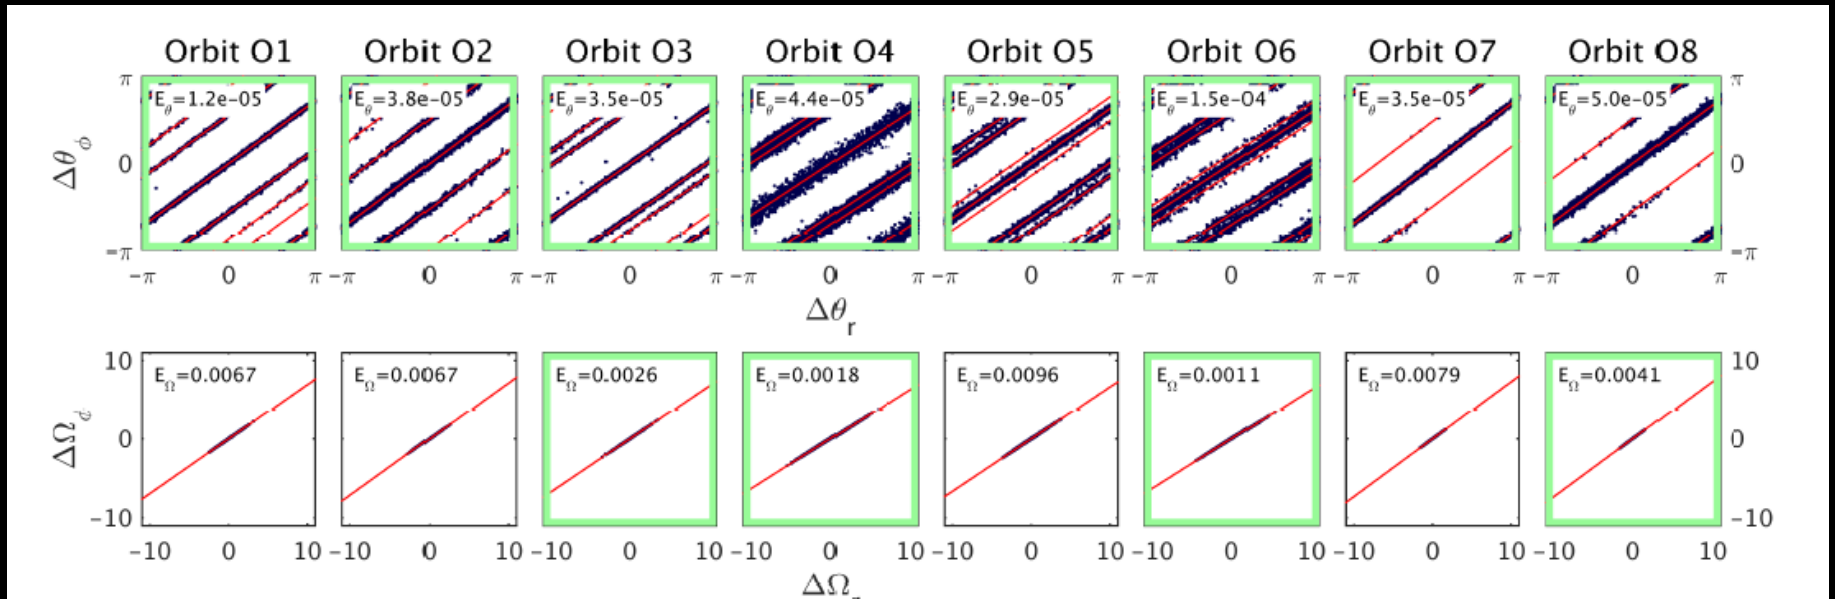 Orbit O1 Orbit O2 Orbit O3 Orbit O4 Orbit O5 Orbit O6 Orbit O7 Orbit O8
π E_θ=1.2e-05 E_θ=3.8e-05 E_θ=3.5e-05 E_θ=4.4e-05 E_θ=2.9e-05 E_θ=1.5e-04 E_θ=3.5e-05 E_θ=5.0e-05 π
Δθ_ϕ 0 0
−π −π
−π 0 π −π 0 π −π 0 π −π 0 π −π 0 π −π 0 π −π 0 π −π 0 π
Δθ_r
10 10
E_Ω=0.0067 E_Ω=0.0067 E_Ω=0.0026 E_Ω=0.0018 E_Ω=0.0096 E_Ω=0.0011 E_Ω=0.0079 E_Ω=0.0041
ΔΩ 0 0
−10 −10
−10 0 10 −10 0 10 −10 0 10 −10 0 10 −10 0 10 −10 0 10 −10 0 10 −10 0 10
ΔΩ